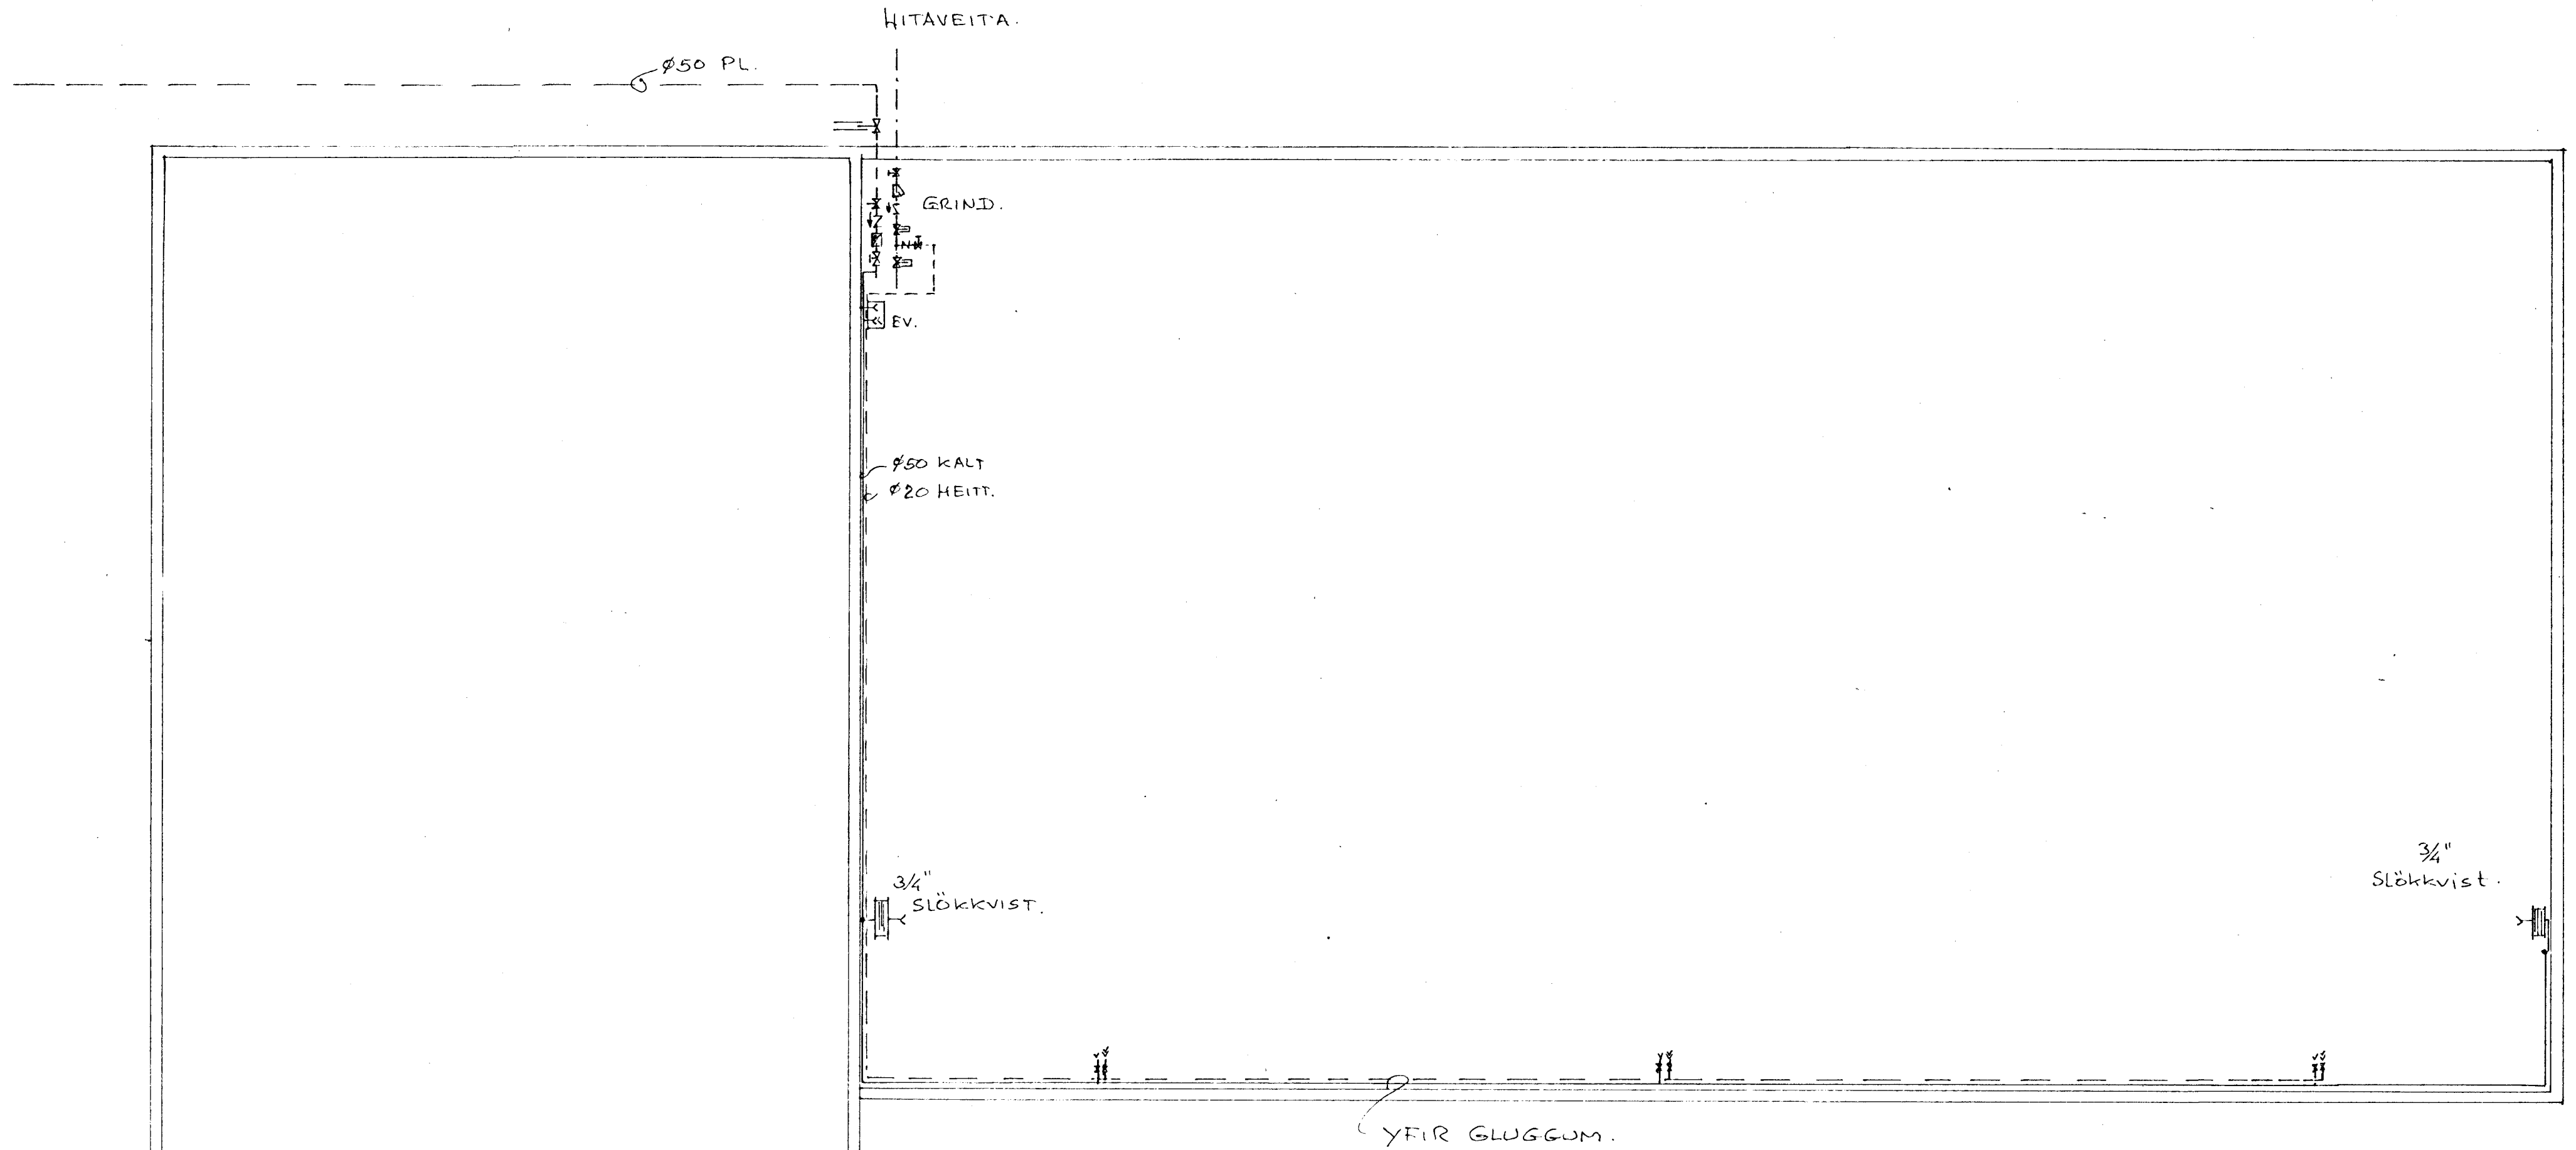 HITAVEITA.
ø50 PL.
GRIND.
EV.
ø50 KALT
ø20 HEITT.
3/4"
SLÖKKVIST.
3/4"
SLökkvist.
YFIR GLUGGUM.